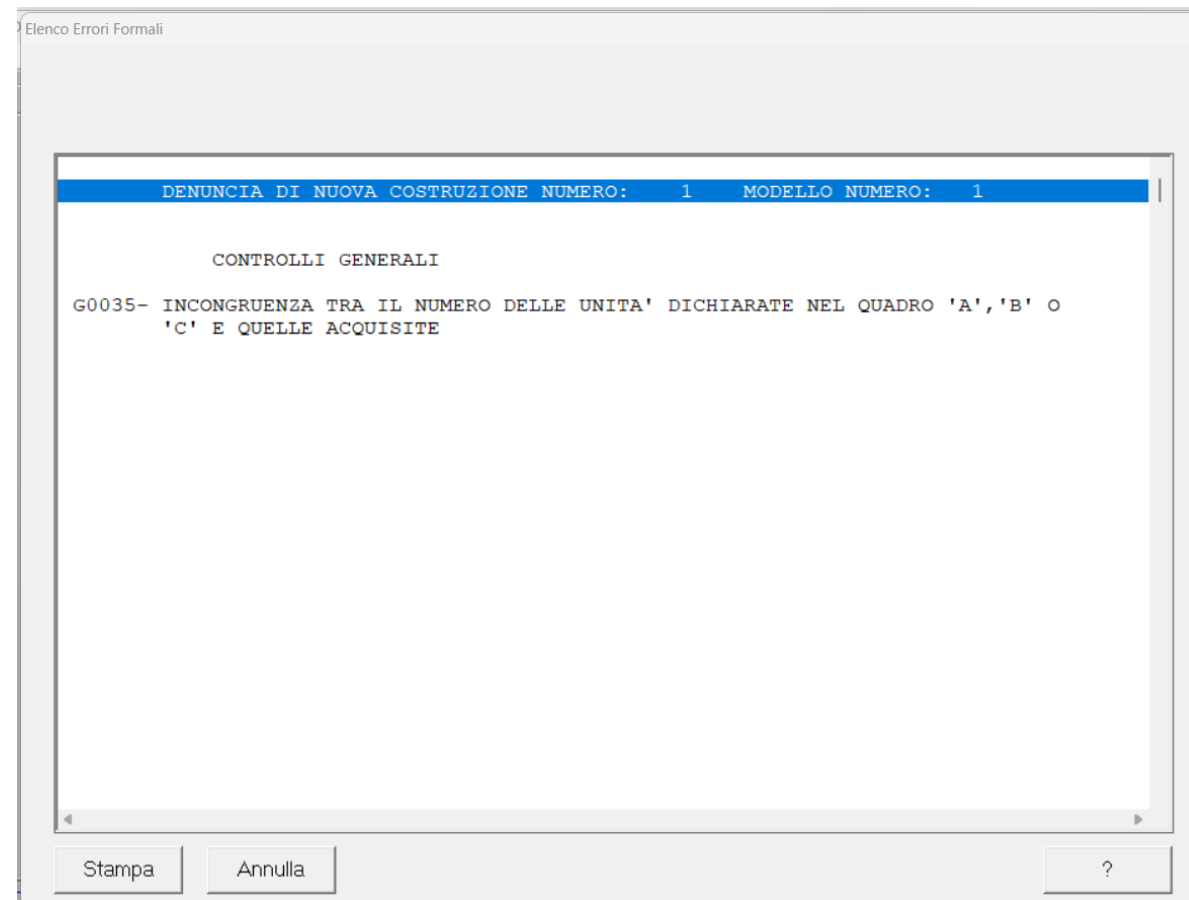 Elenco Errori Formali
DENUNCIA DI NUOVA COSTRUZIONE NUMERO: 1 MODELLO NUMERO: 1
CONTROLLI GENERALI
G0035- INCONGRUENZA TRA IL NUMERO DELLE UNITA' DICHIARATE NEL QUADRO 'A','B' O
'C' E QUELLE ACQUISITE
Stampa Annulla ?